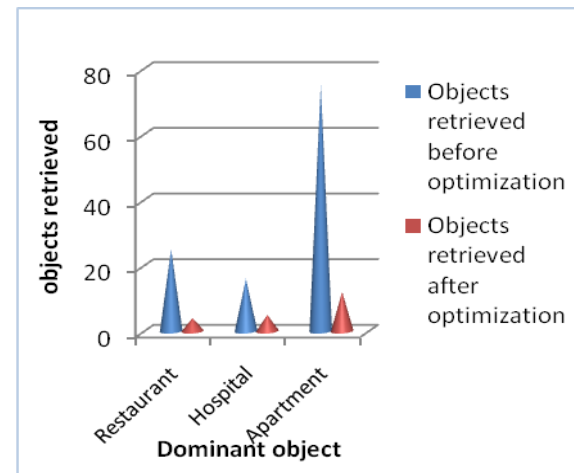 80
60
40
20
0
objects retrieved
Restaurant
Hospital
Apartment
Dominant object
Objects
retrieved
before
optimization
Objects
retrieved
after
optimization